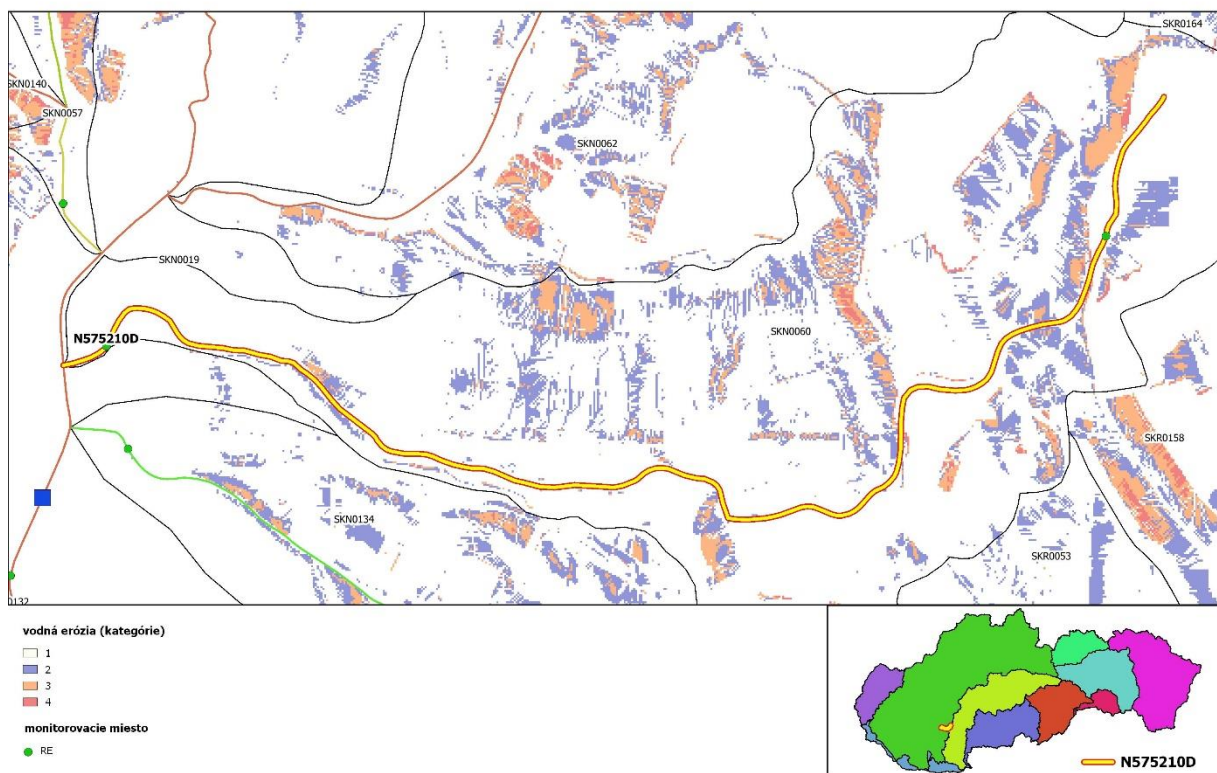 SKR0164
SKN0140
SKN0057
SKN0062
SKN0019
N575210D
SKN0060
SKR0158
SKN0134
SKR0053
0132
vodná erózia (kategórie)
1
2
3
4
monitorovacie miesto
RE
N575210D